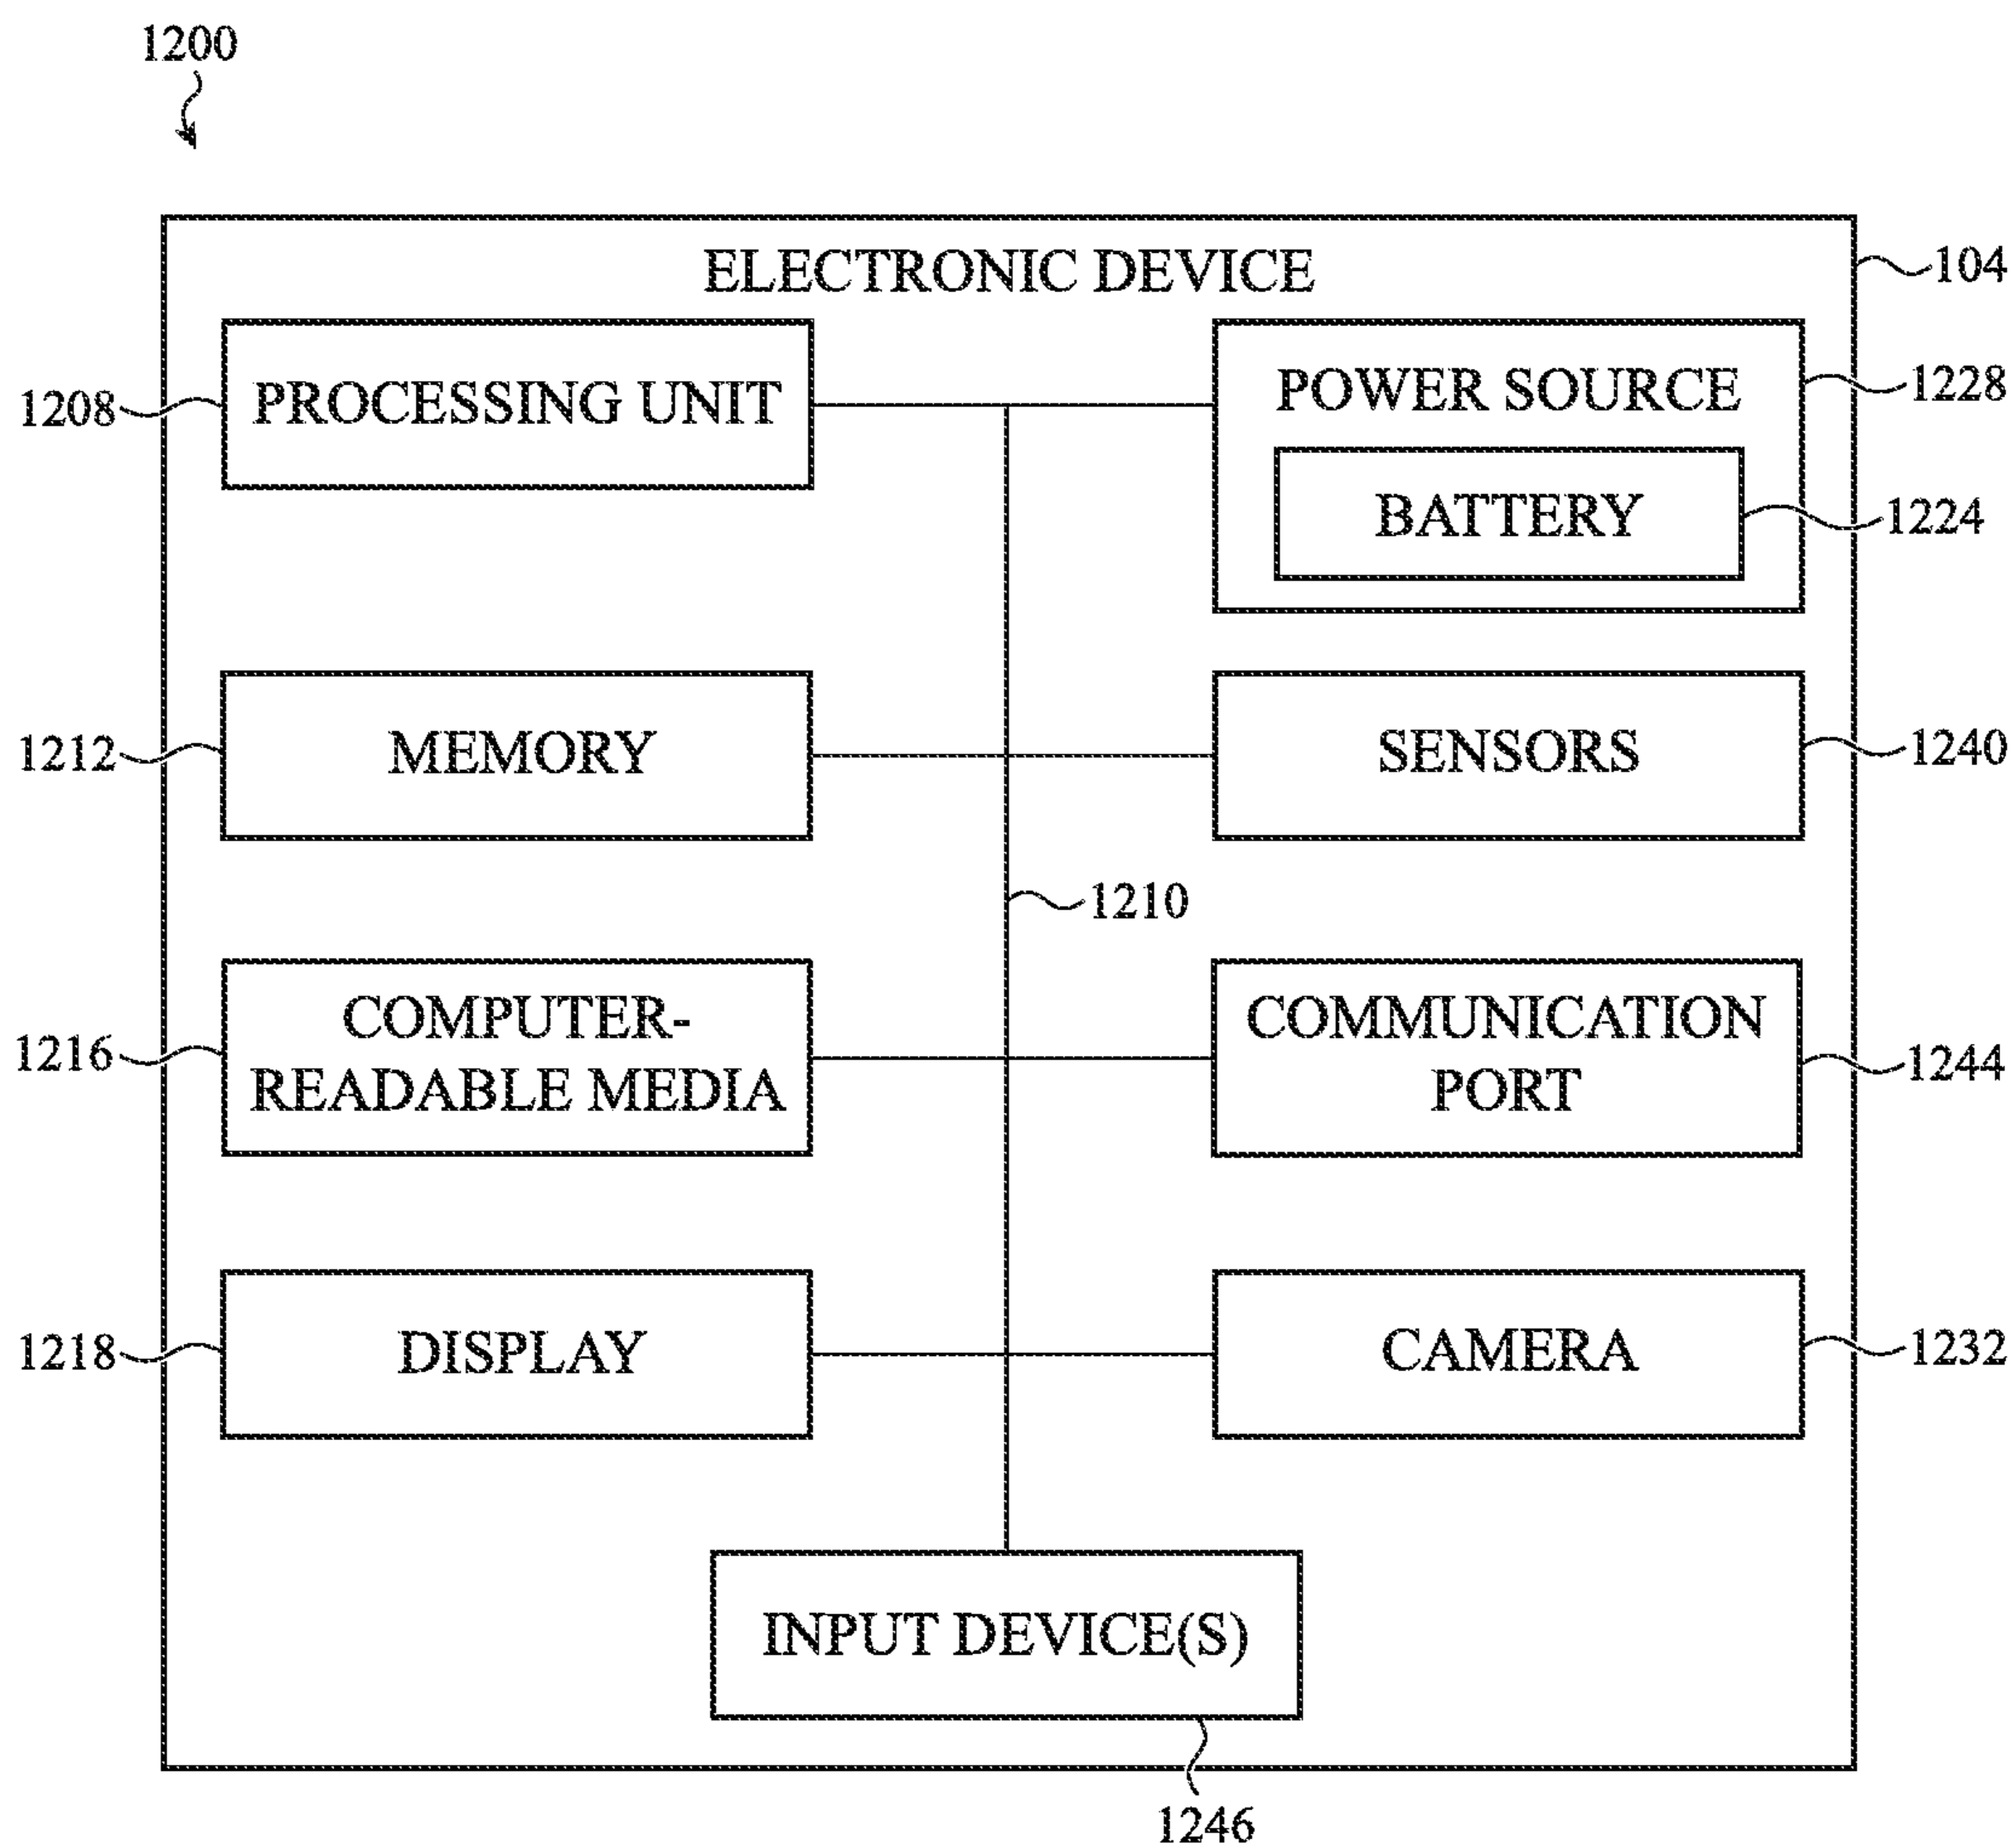 1200
ELECTRONIC DEVICE
104
1208
PROCESSING UNIT
POWER SOURCE
1228
BATTERY
1224
1212
MEMORY
SENSORS
1240
1210
1216
COMPUTER-
READABLE MEDIA
COMMUNICATION
PORT
1244
1218
DISPLAY
CAMERA
1232
INPUT DEVICE(S)
1246